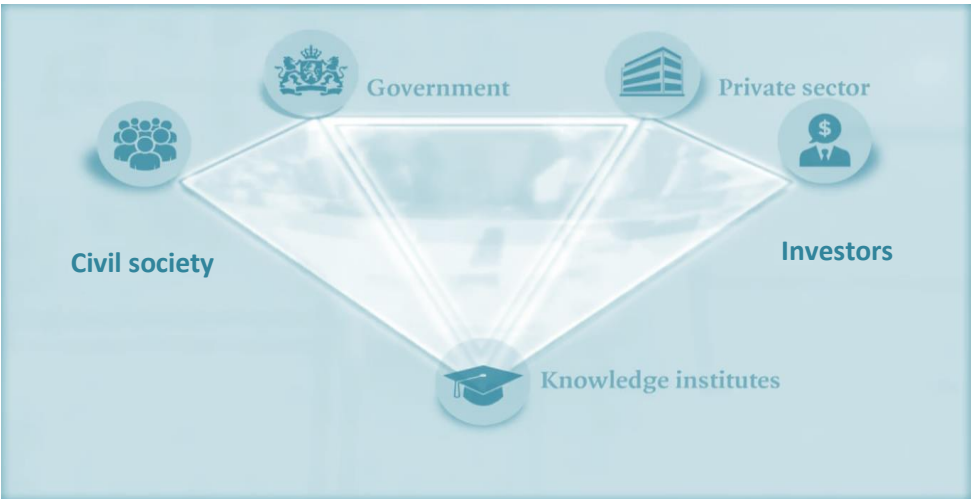 Government
Private sector
Civil society
Investors
Knowledge institutes
$